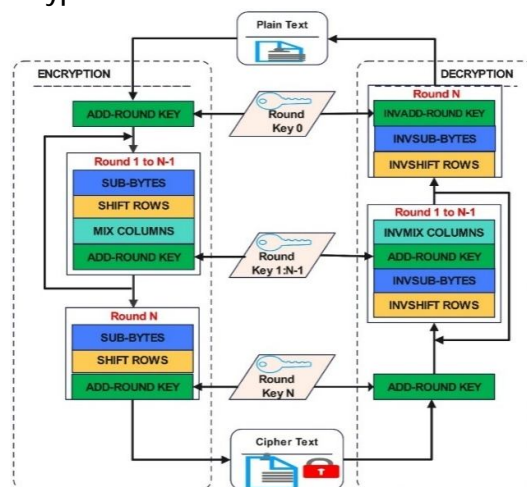 Plain Text
ENCRYPTION
DECRYPTION
Round N
ADD-ROUND KEY
Round
Key 0
INVADD-ROUND KEY
INVSUB-BYTES
INVSHIFT ROWS
Round 1 to N-1
SUB-BYTES
SHIFT ROWS
MIX COLUMNS
ADD-ROUND KEY
Round
Key 1:N-1
Round 1 to N-1
INVMIX COLUMNS
ADD-ROUND KEY
INVSUB-BYTES
INVSHIFT ROWS
Round N
SUB-BYTES
SHIFT ROWS
ADD-ROUND KEY
Round
Key N
ADD-ROUND KEY
Cipher Text